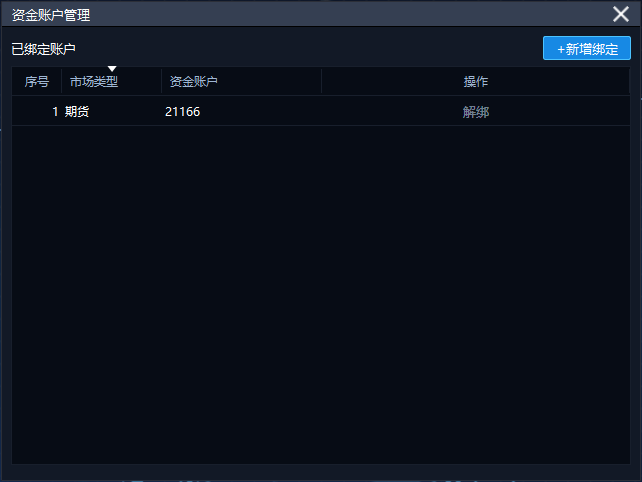 资金账户管理
已绑定账户 +新增绑定
序号 市场类型 资金账户 操作
1 期货 21166 解绑